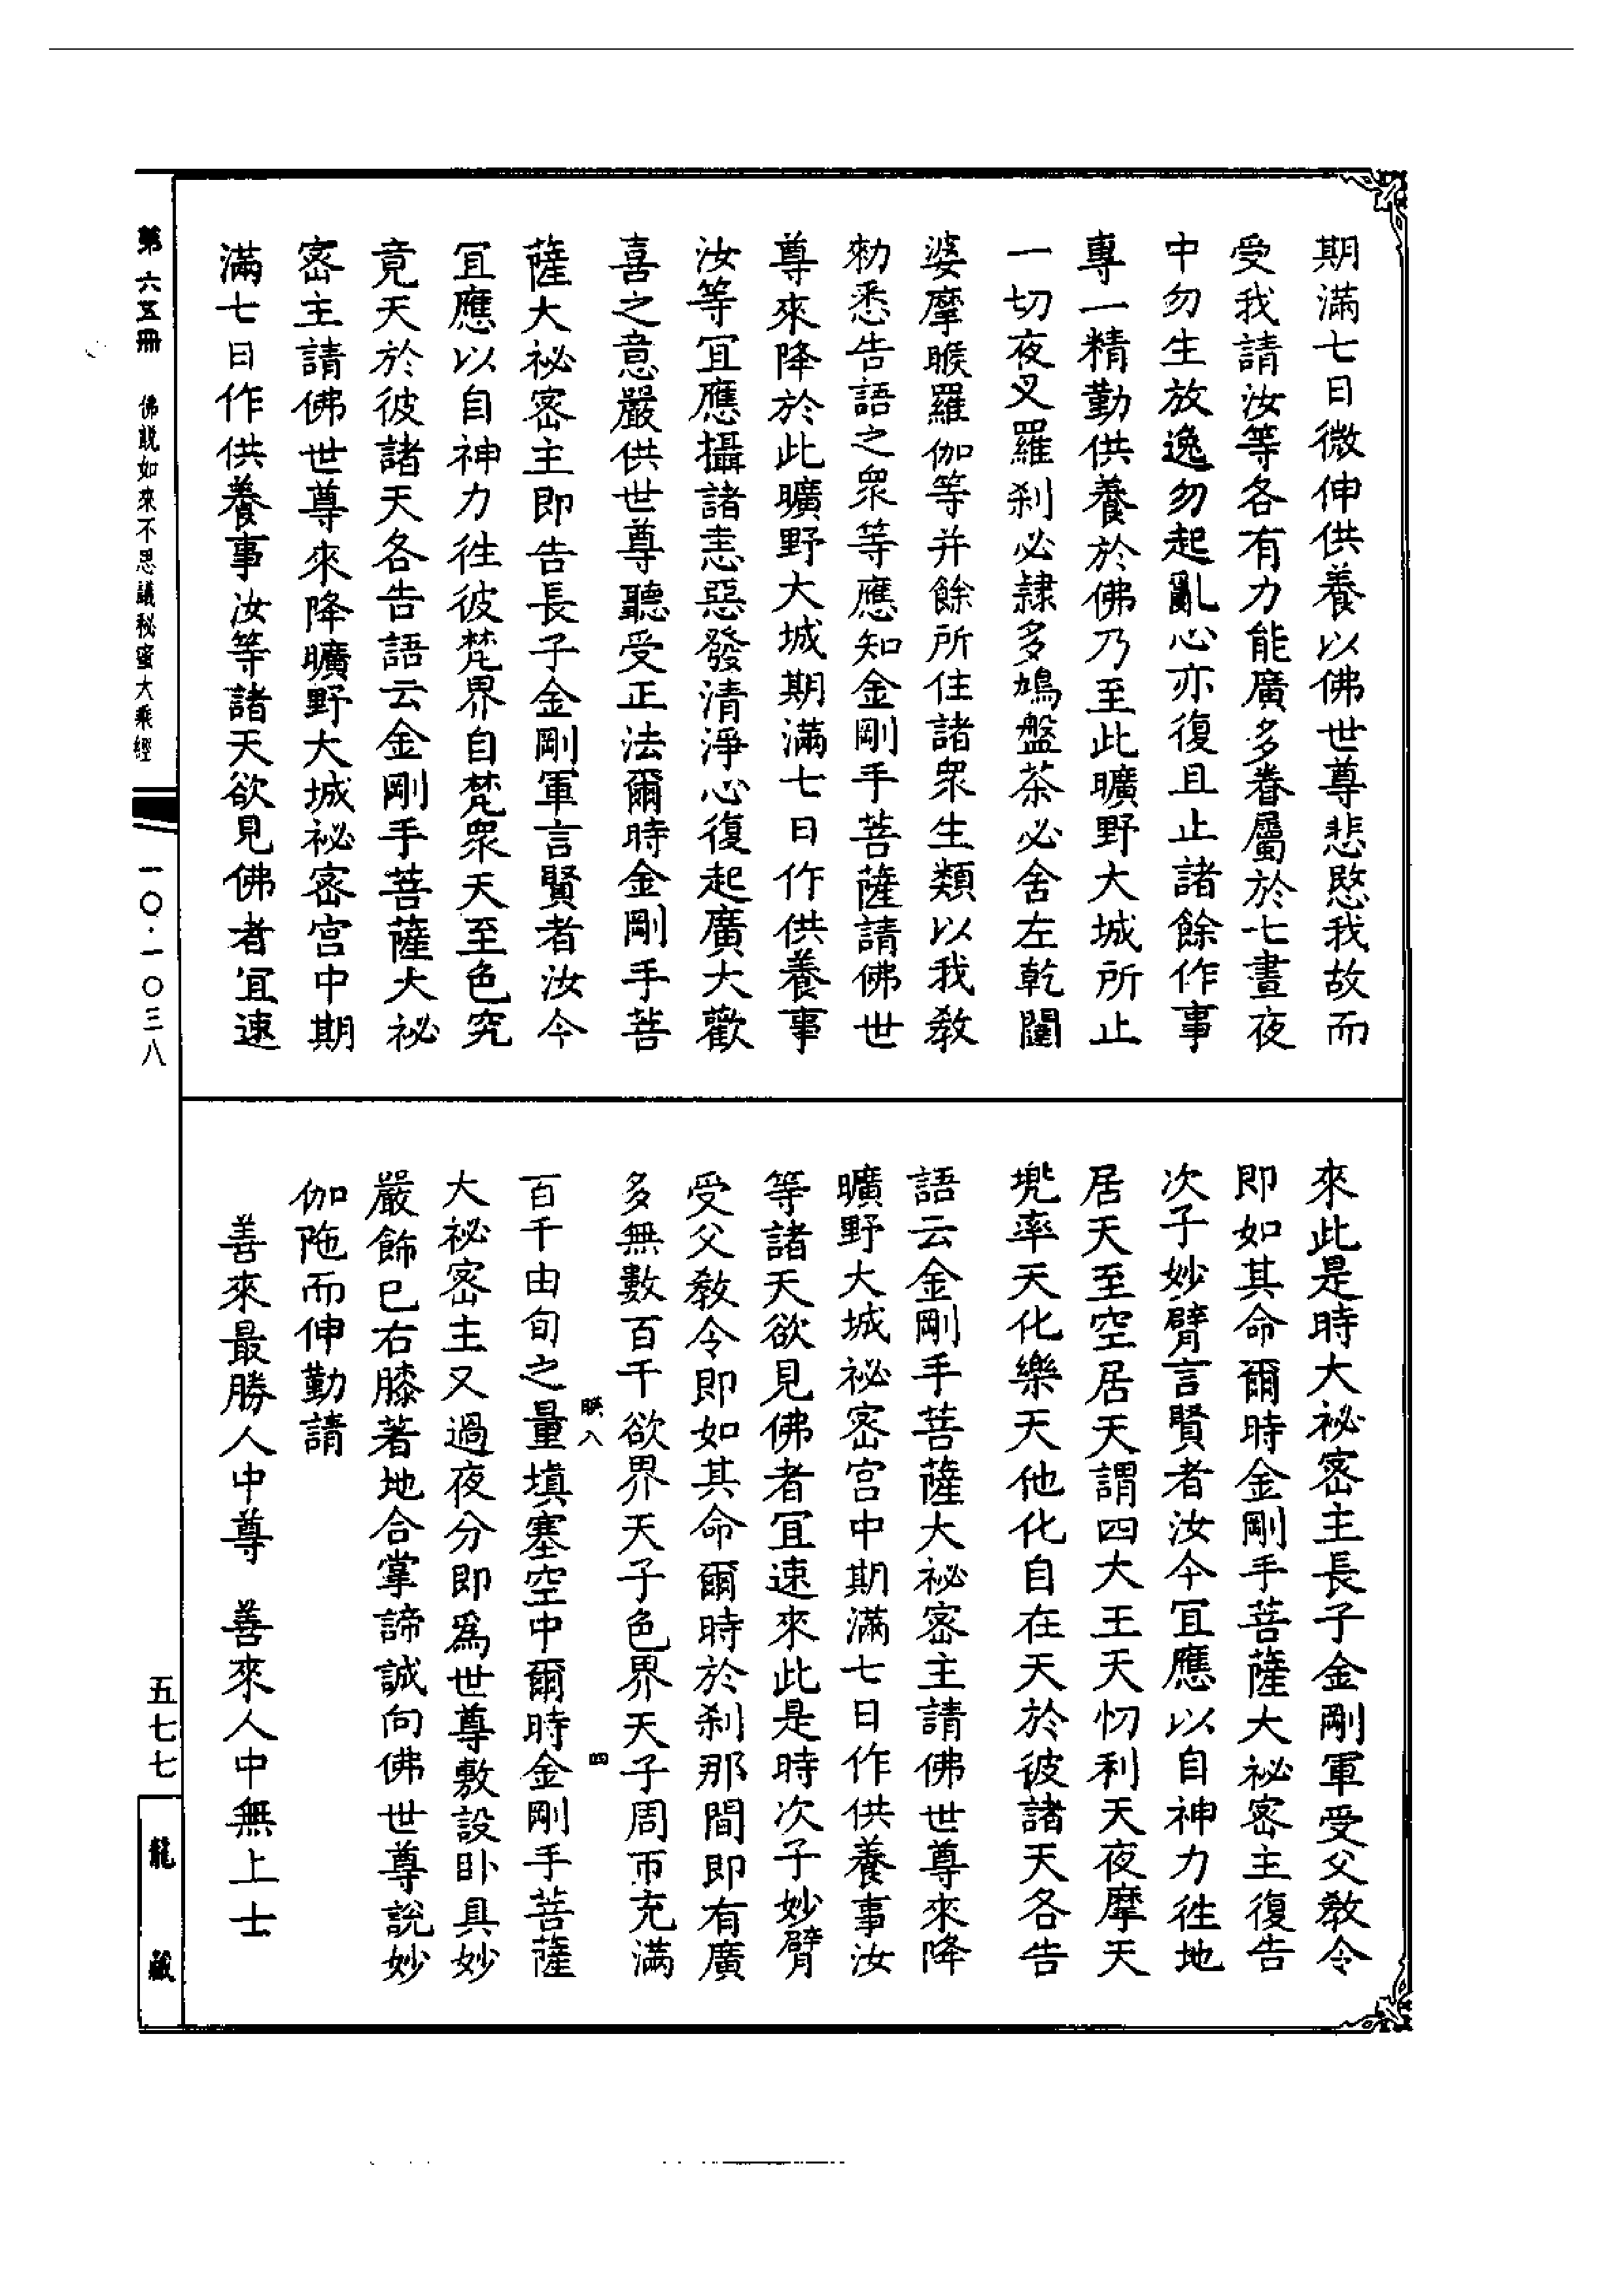 期滿七日微伸供養以佛世尊悲愍我故而
受我請汝等各有力能廣多眷屬於七晝夜
中勿生放逸勿起亂心亦復且止諸餘作事
專一精勤供養於佛乃至此曠野大城所止
一切夜叉羅剎必隸多鳩盤茶必舍左乾闥
婆摩睺羅伽等并餘所住諸眾生類以我教
勑悉告語之眾等應知金剛手菩薩請佛世
尊來降於此曠野大城期滿七日作供養事
汝等宜應攝諸恚惡發清淨心復起廣大歡
喜之意嚴供世尊聽受正法爾時金剛手菩
薩大祕密主即告長子金剛軍言賢者汝今
宜應以自神力往彼梵界自梵眾天至色究
竟天於彼諸天各告語云金剛手菩薩大祕
密主請佛世尊來降曠野大城祕密宮中期
滿七日作供養事汝等諸天欲見佛者宜速
來此是時大祕密主長子金剛軍受父教令
即如其命爾時金剛手菩薩大祕密主復告
次子妙臂言賢者汝今宜應以自神力往地
居天至空居天謂四大王天忉利天夜摩天
兜率天化樂天他化自在天於彼諸天各告
語云金剛手菩薩大祕密主請佛世尊來降
曠野大城祕密宮中期滿七日作供養事汝
等諸天欲見佛者宜速來此是時次子妙臂
受父教令即如其命爾時於剎那間即有廣
多無數百千欲界天子色界天子周帀充滿
八 四
百千由旬之量填塞空中爾時金剛手菩薩
大祕密主又過夜分即爲世尊敷設臥具妙
嚴飾已右膝著地合掌諦誠向佛世尊說妙
伽陁而伸勤請
善來最勝人中尊 善來人中無上士
第六五冊 佛說如來不思議秘蜜大乘經 一〇·一〇三八 五七七 龍藏